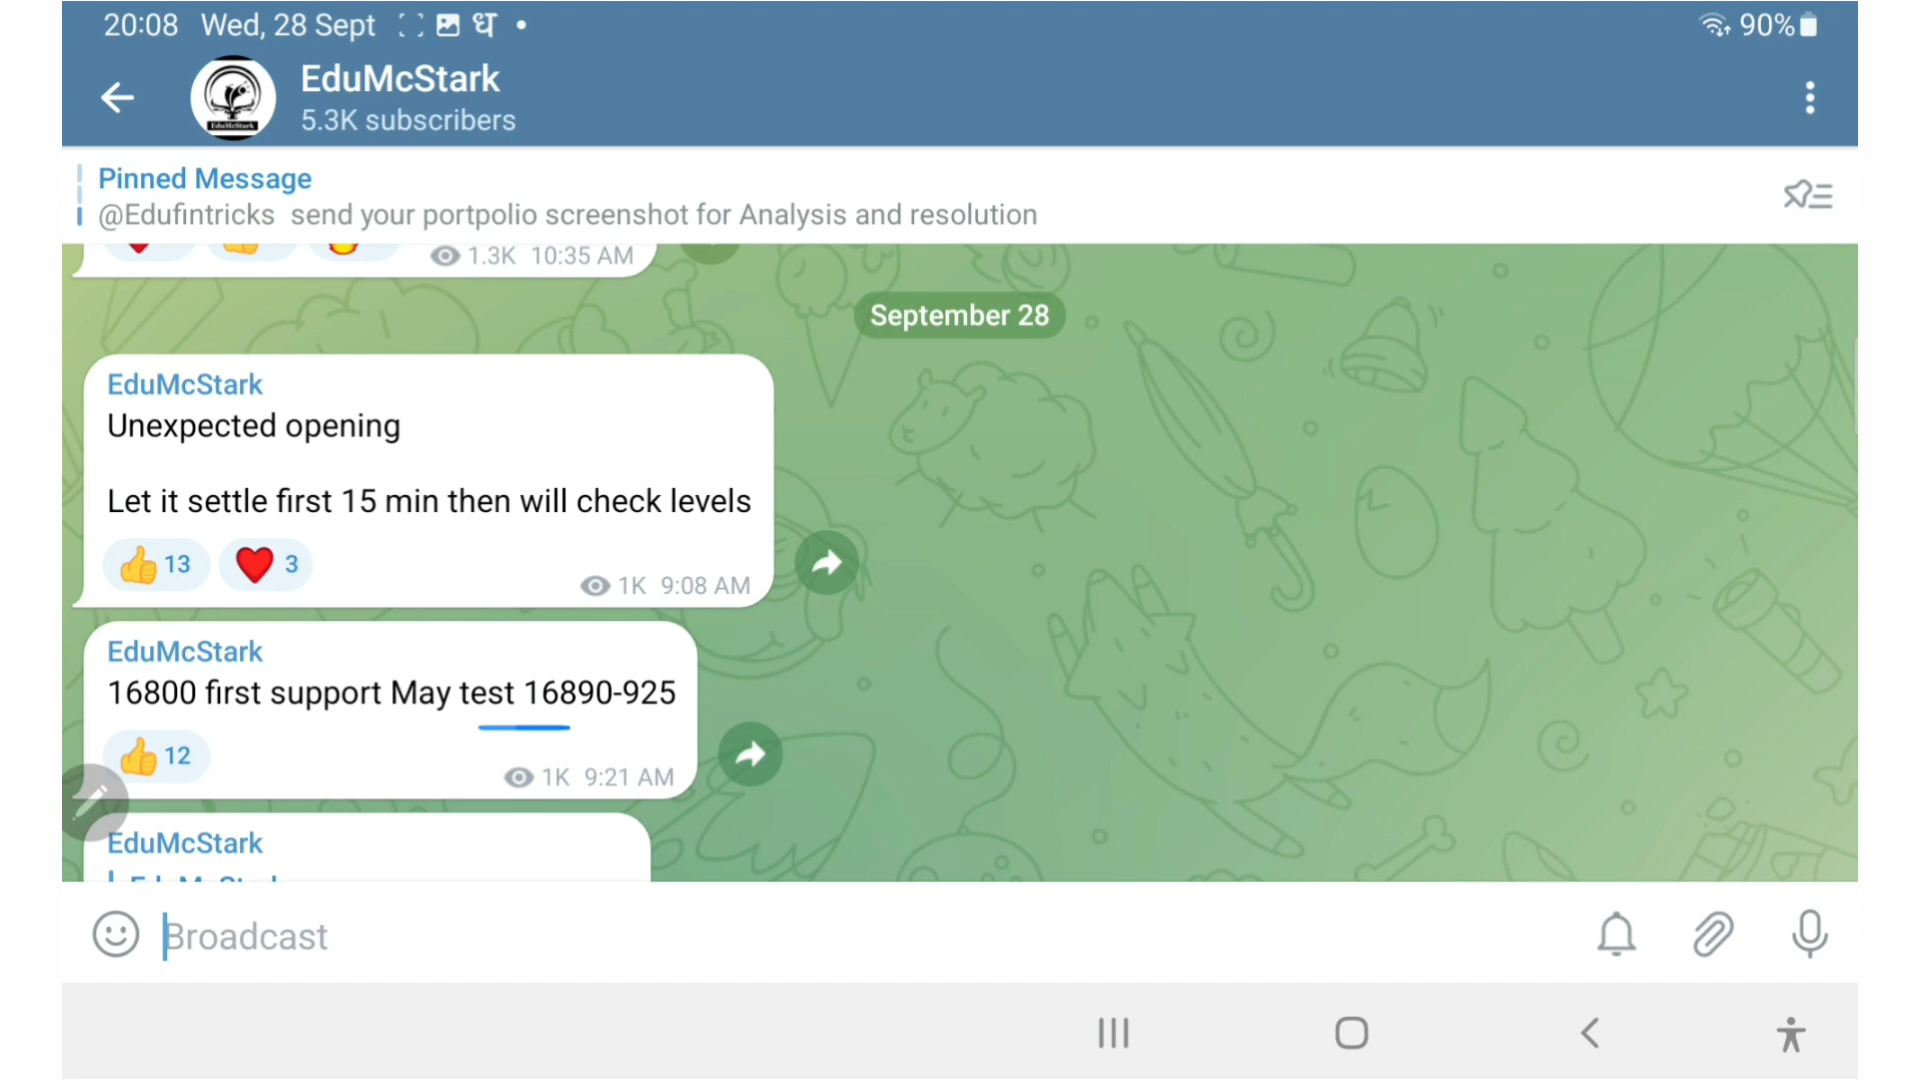 20:08 Wed, 28 Sept ध 90%
EduMcStark
5.3K subscribers
EduMcStark
Pinned Message
@Edufintricks send your portpolio screenshot for Analysis and resolution
1.3K 10:35 AM
September 28
EduMcStark
Unexpected opening
Let it settle first 15 min then will check levels
13 3
1K 9:08 AM
EduMcStark
16800 first support May test 16890-925
12
1K 9:21 AM
EduMcStark
Broadcast